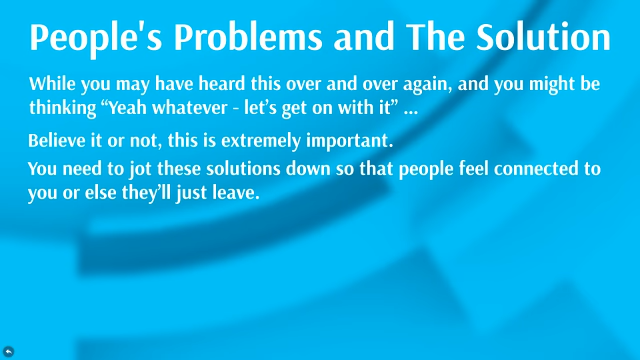 People's Problems and The Solution
While you may have heard this over and over again, and you might be
thinking “Yeah whatever - let’s get on with it” ...
Believe it or not, this is extremely important.
You need to jot these solutions down so that people feel connected to
you or else they’ll just leave.